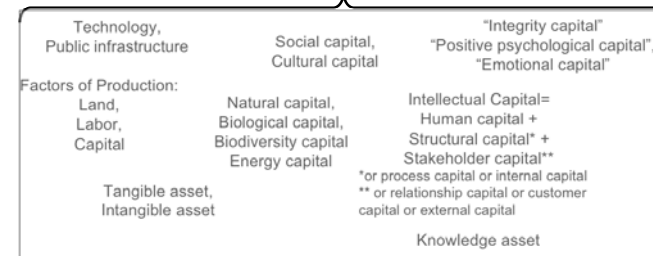 Technology,
Public infrastructure
Social capital,
Cultural capital
“Integrity capital”
“Positive psychological capital”,
“Emotional capital”
Factors of Production:
Land,
Labor,
Capital
Natural capital,
Biological capital,
Biodiversity capital
Energy capital
Intellectual Capital=
Human capital +
Structural capital* +
Stakeholder capital**
*or process capital or internal capital
** or relationship capital or customer
capital or external capital
Tangible asset,
Intangible asset
Knowledge asset